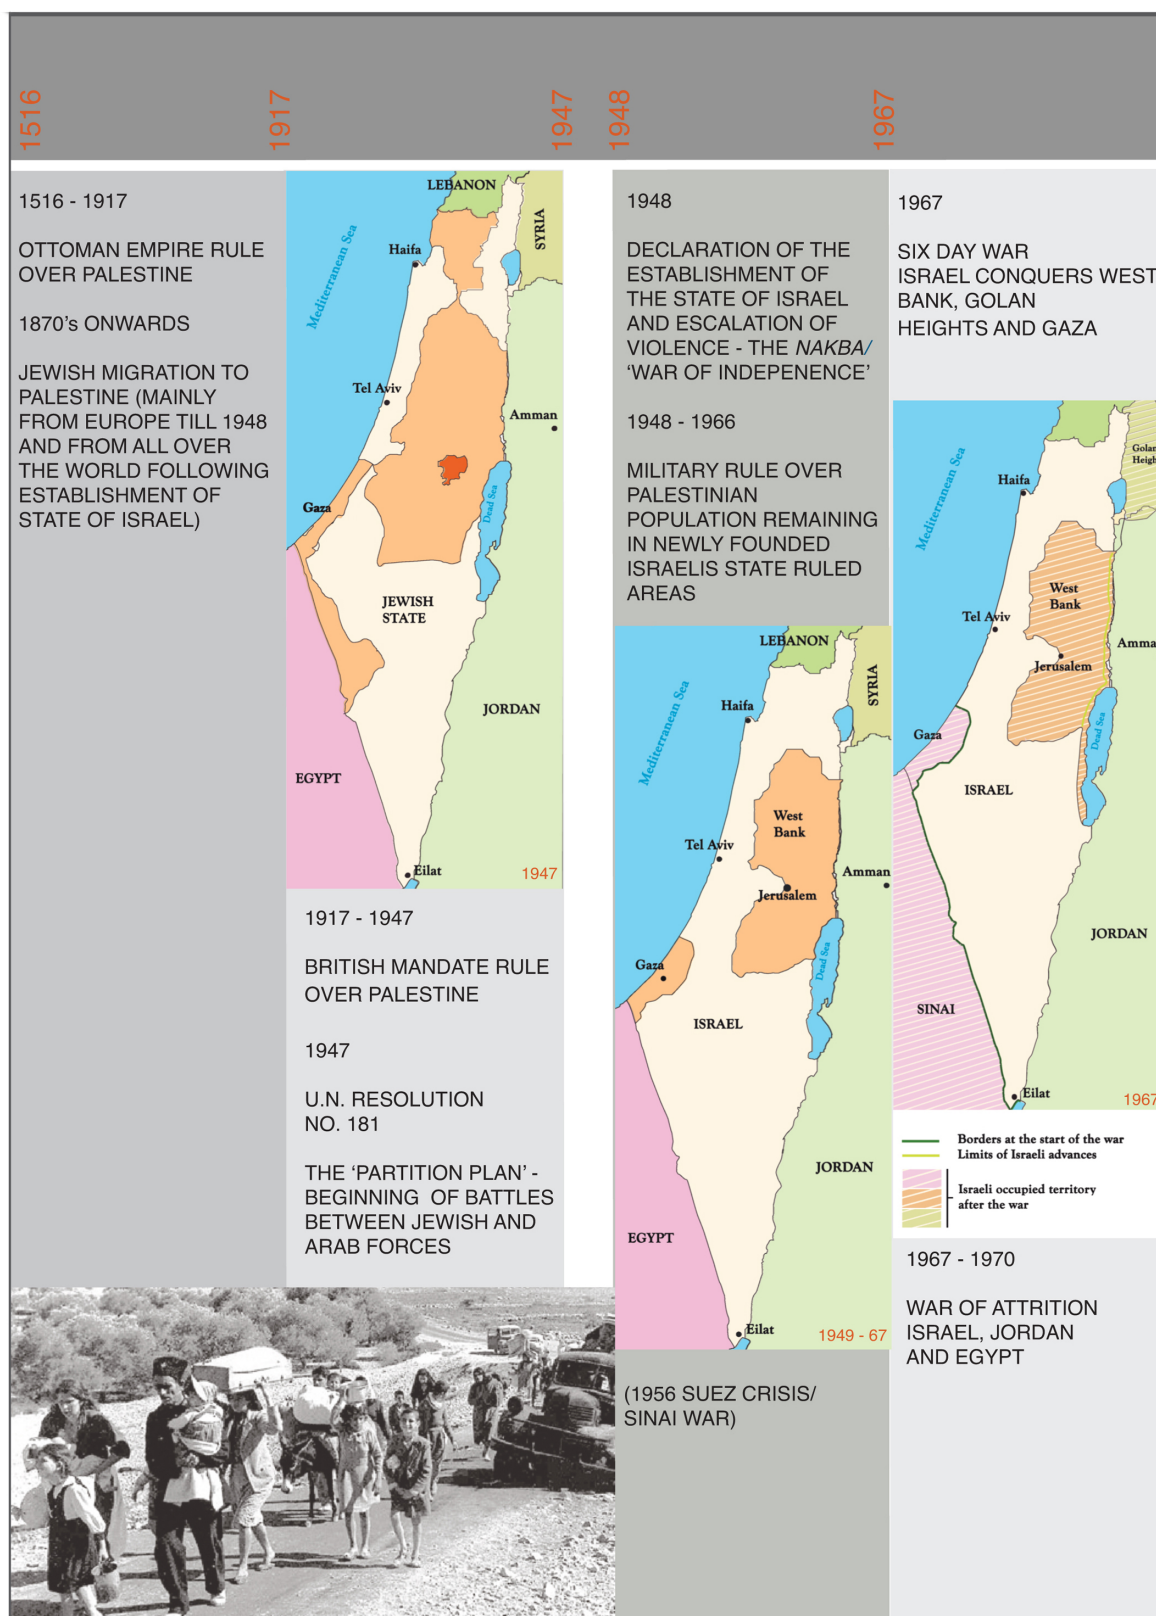 1516
1917
1947
1948
1967
1516 - 1917
OTTOMAN EMPIRE RULE
OVER PALESTINE
1870's ONWARDS
JEWISH MIGRATION TO
PALESTINE (MAINLY
FROM EUROPE TILL 1948
AND FROM ALL OVER
THE WORLD FOLLOWING
ESTABLISHMENT OF
STATE OF ISRAEL)
LEBANON
SYRIA
Mediterranean Sea
Haifa
Tel Aviv
Amman
Gaza
Dead Sea
JEWISH
STATE
JORDAN
EGYPT
Eilat
1947
1917 - 1947
BRITISH MANDATE RULE
OVER PALESTINE
1947
U.N. RESOLUTION
NO. 181
THE ‘PARTITION PLAN’ -
BEGINNING OF BATTLES
BETWEEN JEWISH AND
ARAB FORCES
1948
DECLARATION OF THE
ESTABLISHMENT OF
THE STATE OF ISRAEL
AND ESCALATION OF
VIOLENCE - THE NAKBA/
‘WAR OF INDEPENENCE’
1948 - 1966
MILITARY RULE OVER
PALESTINIAN
POPULATION REMAINING
IN NEWLY FOUNDED
ISRAELIS STATE RULED
AREAS
LEBANON
SYRIA
Mediterranean Sea
Haifa
West
Bank
Tel Aviv
Amman
Jerusalem
Dead Sea
Gaza
ISRAEL
JORDAN
EGYPT
Eilat
1949 - 67
(1956 SUEZ CRISIS/
SINAI WAR)
1967
SIX DAY WAR
ISRAEL CONQUERS WEST
BANK, GOLAN
HEIGHTS AND GAZA
Golan
Heigh
Mediterranean Sea
Haifa
West
Bank
Tel Aviv
Amma
Jerusalem
Dead Sea
Gaza
ISRAEL
JORDAN
SINAI
Eilat
1967
Borders at the start of the war
Limits of Israeli advances
Israeli occupied territory
after the war
1967 - 1970
WAR OF ATTRITION
ISRAEL, JORDAN
AND EGYPT